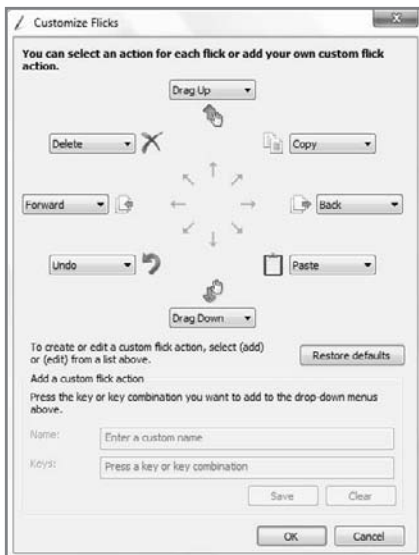 Customize Flicks
You can select an action for each flick or add your own custom flick
action.
Drag Up
Delete
Copy
Forward
Back
Undo
Paste
Drag Down
To create or edit a custom flick action, select (add)
or (edit) from a list above.
Restore defaults
Add a custom flick action
Press the key or key combination you want to add to the drop-down menus
above.
Name:
Enter a custom name
Keys:
Press a key or key combination
Save
Clear
OK
Cancel